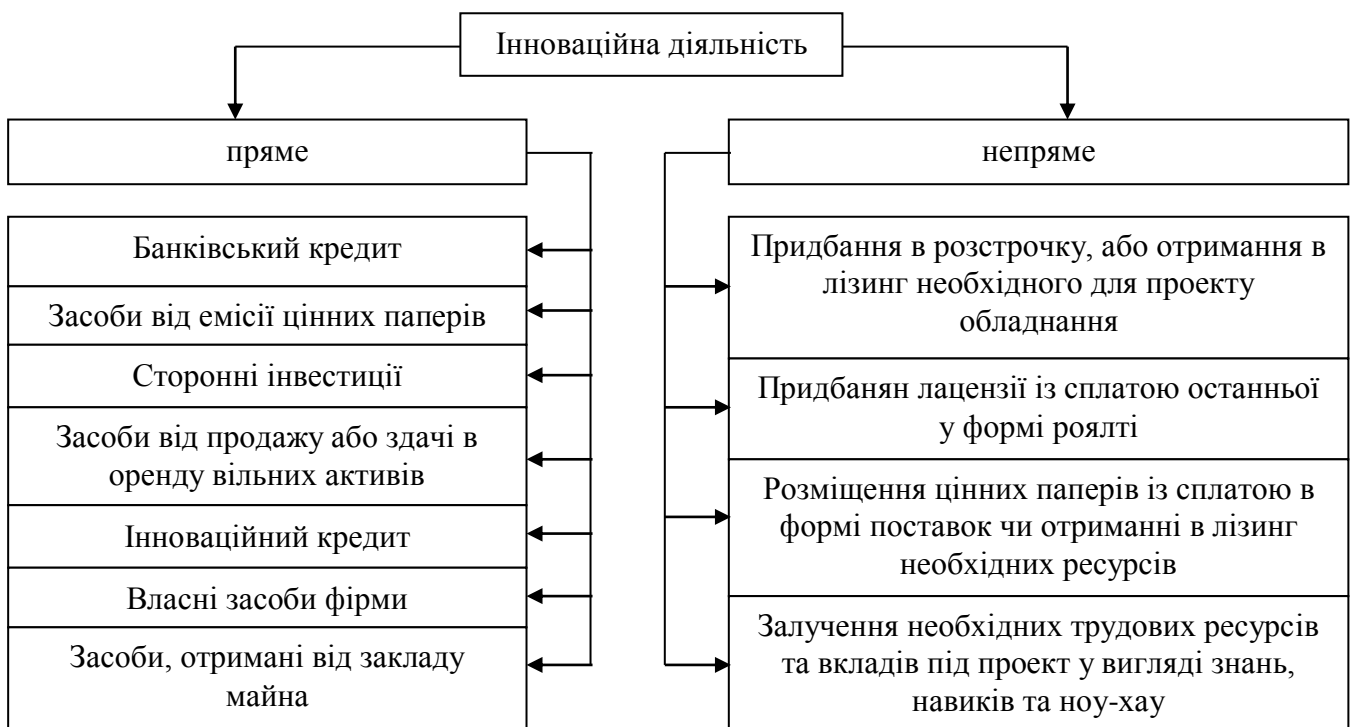 Інноваційна діяльність
пряме
Банківський кредит
Засоби від емісії цінних паперів
Сторонні інвестиції
Засоби від продажу або здачі в
оренду вільних активів
Інноваційний кредит
Власні засоби фірми
Засоби, отримані від закладу
майна
непряме
Придбання в розстрочку, або отримання в
лізинг необхідного для проекту
обладнання
Придбанян лацензії із сплатою останньої
у формі роялті
Розміщення цінних паперів із сплатою в
формі поставок чи отриманні в лізинг
необхідних ресурсів
Залучення необхідних трудових ресурсів
та вкладів під проект у вигляді знань,
навиків та ноу-хау